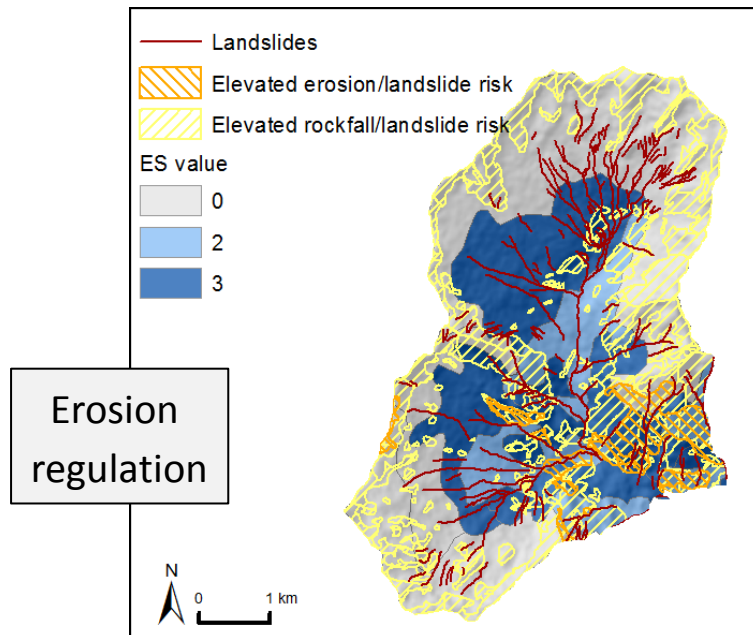 Landslides
Elevated erosion/landslide risk
Elevated rockfall/landslide risk
ES value
0
2
3
Erosion
regulation
N
0 1 km